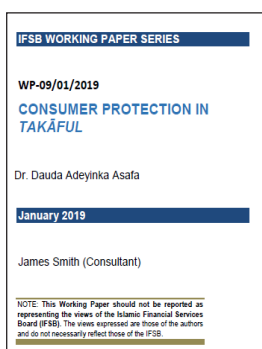 IFSB WORKING PAPER SERIES
WP-09/01/2019
CONSUMER PROTECTION IN
TAKĀFUL
Dr. Dauda Adeyinka Asafa
January 2019
James Smith (Consultant)
NOTE: This Working Paper should not be reported as
representing the views of the Islamic Financial Services
Board (IFSB). The views expressed are those of the authors
and do not necessarily reflect those of the IFSB.